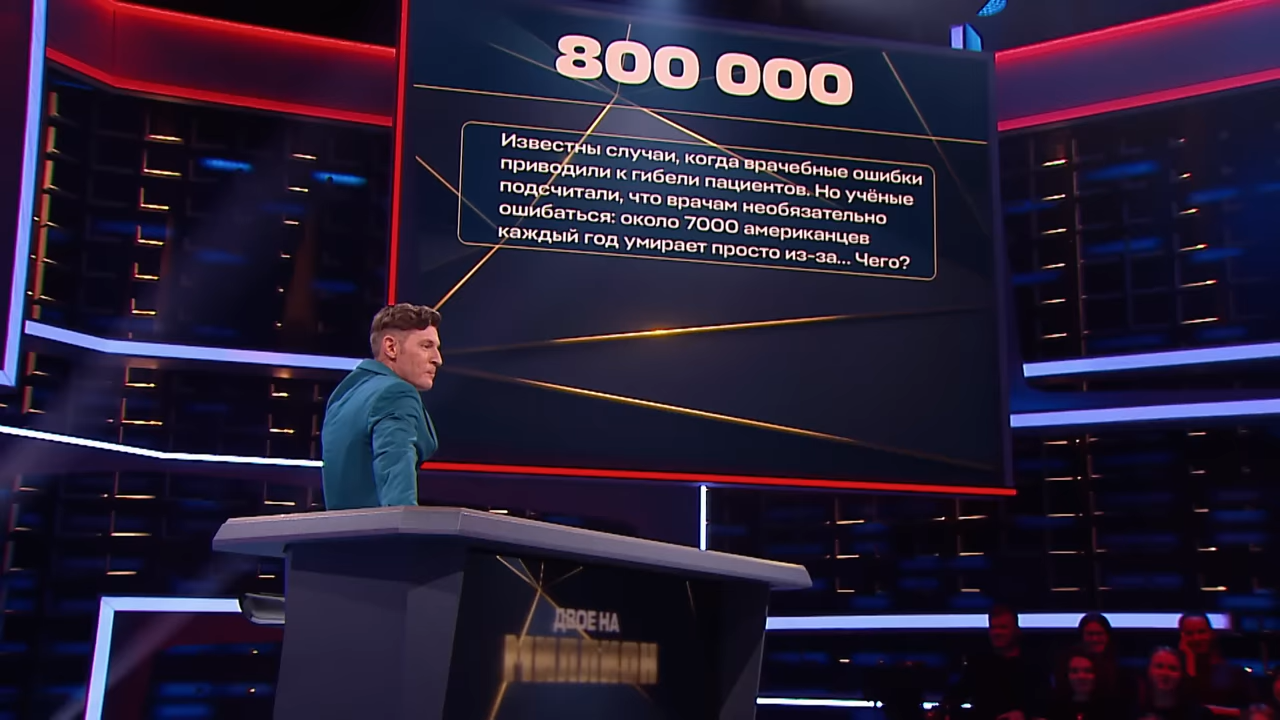 800 000
Известны случаи, когда врачебные ошибки
приводили к гибели пациентов. Но учёные
подсчитали, что врачам необязательно
ошибаться: около 7000 американцев
каждый год умирает просто из-за... Чего?
ДВОЕ НА
МИЛЛИОН